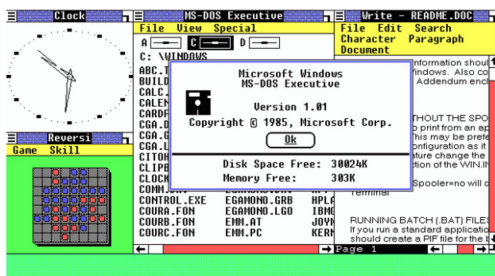 Clock
MS-DOS Executive
Write - README.DOC
File View Special
File Edit Search
Character Paragraph
Document
A
C
D
C: \WINDOWS
ABC.T
BUILD
CALC.
CALEN
CARDF
CGA.D
CGA.G
CGA.L
CITOH
CLIPB
CLOCK
COMM.DRV
CONTROL.EXE EGAMONO.GRB HPLA
COURA.FON EGAMONO.LGO IBMG
COURB.FON EMM.AT JOYM
COURC.FON EMM.PC KERN
Microsoft Windows
MS-DOS Executive
Version 1.01
Copyright © 1985, Microsoft Corp.
Ok
Disk Space Free: 30024K
Memory Free: 303K
Reversi
Game Skill
nformation shoul
Windows. Also co
Addendum encl
THOUT THE SPO
o print from an ap
This may be prefe
onfiguration as it
ature change the
ction of the WIN.IN
Spooler=no will c
Terminal
RUNNING BATCH (.BAT) FILES
If you run a standard applicatio
should create a PIF file for the b
Page 1